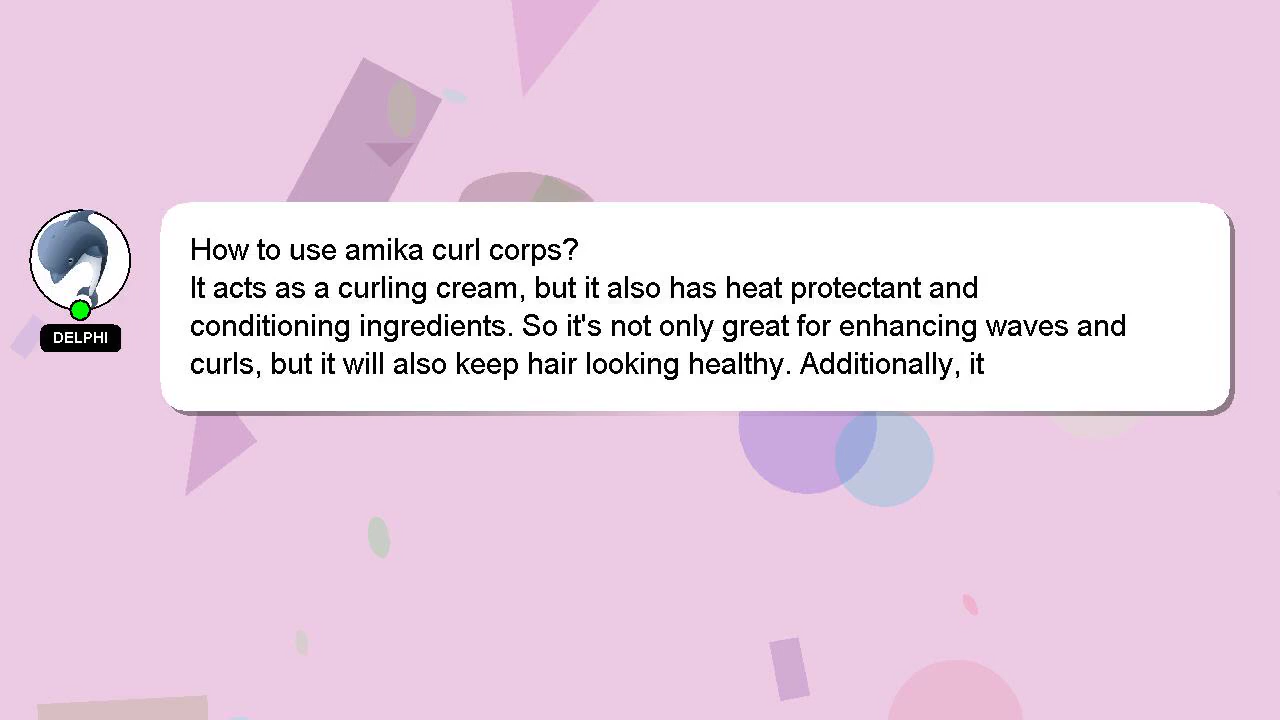 How to use amika curl corps?
It acts as a curling cream, but it also has heat protectant and
conditioning ingredients. So it's not only great for enhancing waves and
curls, but it will also keep hair looking healthy. Additionally, it
DELPHI